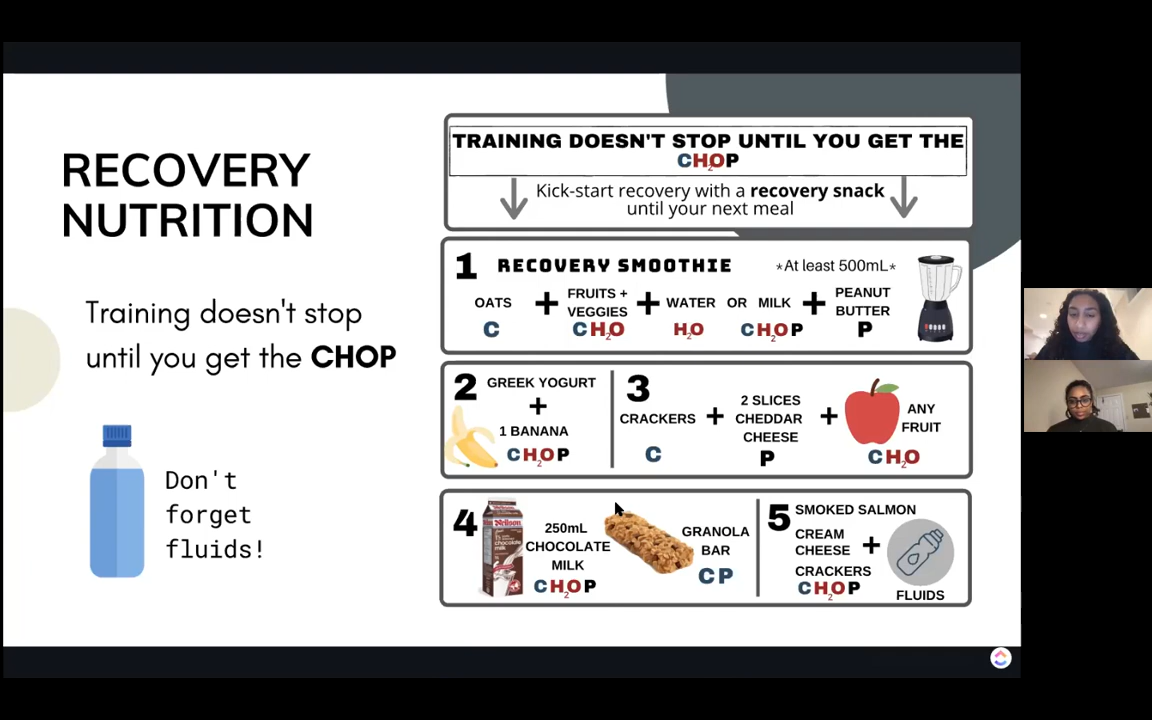 RECOVERY
NUTRITION
Training doesn't stop
until you get the CHOP
Don't
forget
fluids!
TRAINING DOESN'T STOP UNTIL YOU GET THE
CH2OP
Kick-start recovery with a recovery snack
until your next meal
1 RECOVERY SMOOTHIE *At least 500mL*
OATS + FRUITS + VEGGIES + WATER OR MILK + PEANUT BUTTER
C CH2O H2O CH2OP P
2 GREEK YOGURT
+
1 BANANA
CH2OP
3
CRACKERS + 2 SLICES CHEDDAR CHEESE + ANY FRUIT
C P CH2O
4
Neilson
chocolate
milk
250mL
CHOCOLATE
MILK
CH2OP
GRANOLA
BAR
CP
5 SMOKED SALMON
CREAM
CHEESE +
CRACKERS
CH2OP
FLUIDS